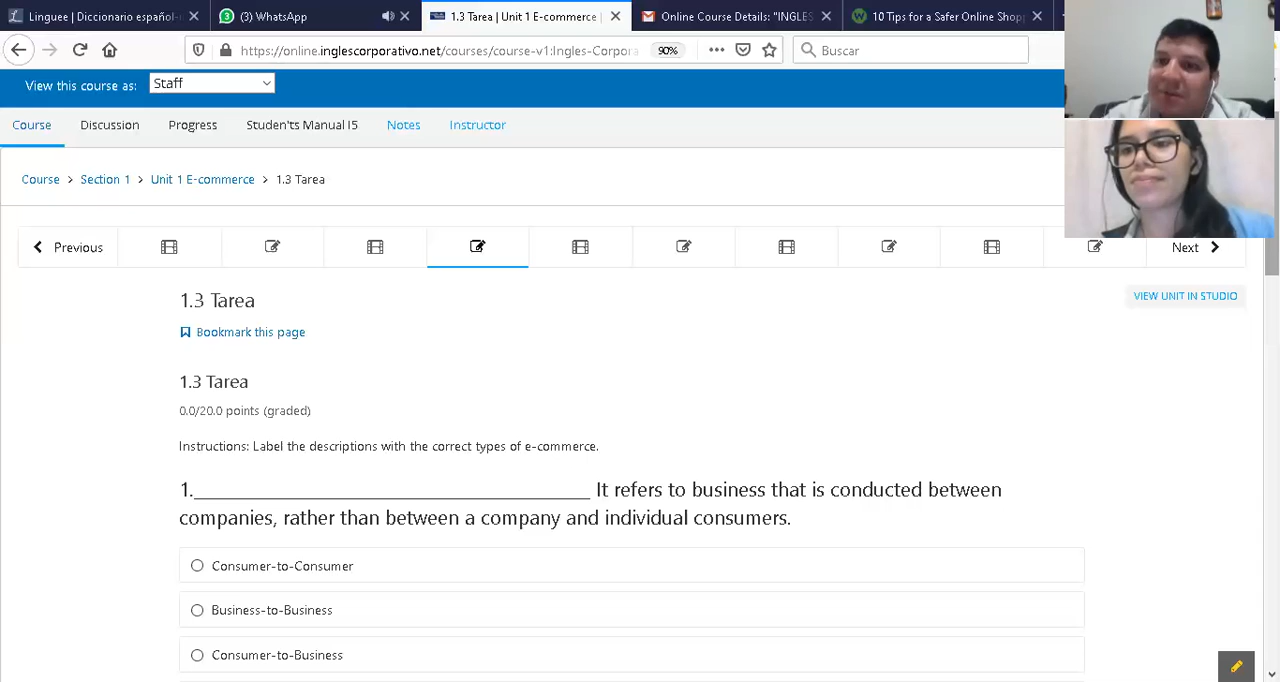 Linguee | Diccionario español-
(3) WhatsApp
1.3 Tarea | Unit 1 E-commerce |
Online Course Details: "INGLES
10 Tips for a Safer Online Shop
https://online.inglescorporativo.net/courses/course-v1:Ingles-Corpora
90%
Buscar
View this course as:
Staff
Course
Discussion
Progress
Studen'ts Manual I5
Notes
Instructor
Course > Section 1 > Unit 1 E-commerce > 1.3 Tarea
Previous
Next
1.3 Tarea
VIEW UNIT IN STUDIO
Bookmark this page
1.3 Tarea
0.0/20.0 points (graded)
Instructions: Label the descriptions with the correct types of e-commerce.
1.____________________________________ It refers to business that is conducted between
companies, rather than between a company and individual consumers.
Consumer-to-Consumer
Business-to-Business
Consumer-to-Business